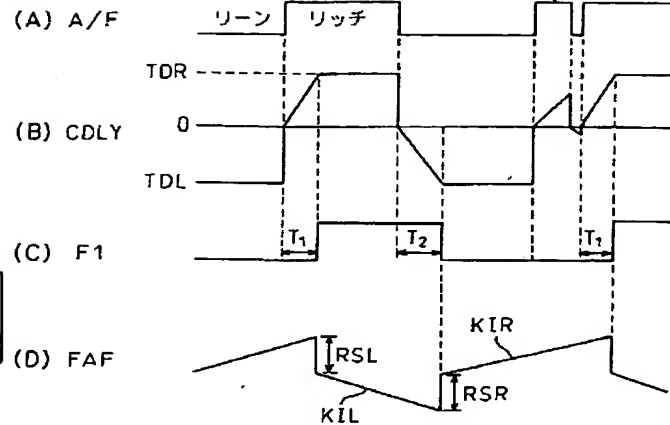 (A) A/F リーン リッチ
TDR
0
(B) CDLY
TDL
(C) F1 T1 T2 T1
KIR
(D) FAF RSL
RSR
KIL